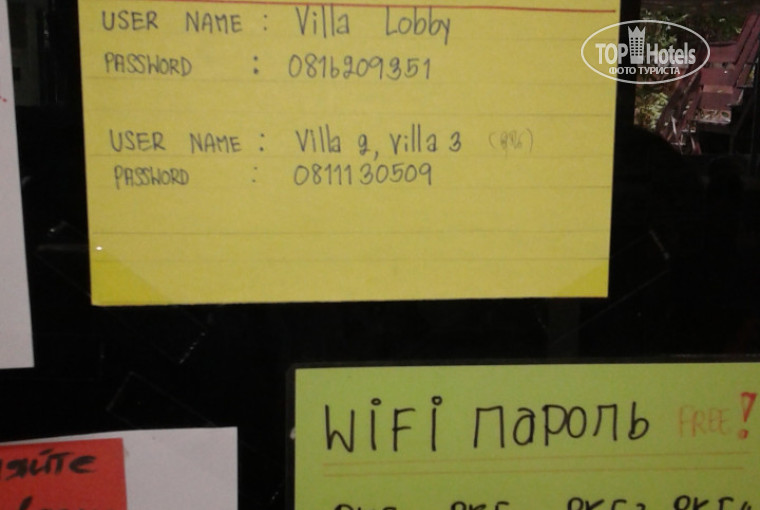 USER NAME : Villa Lobby
PASSWORD : 0816209351
USER NAME : Villa 2, villa 3
PASSWORD : 0811130509
TOP Hotels
ФОТО ТУРИСТА
WiFi пароль FREE!